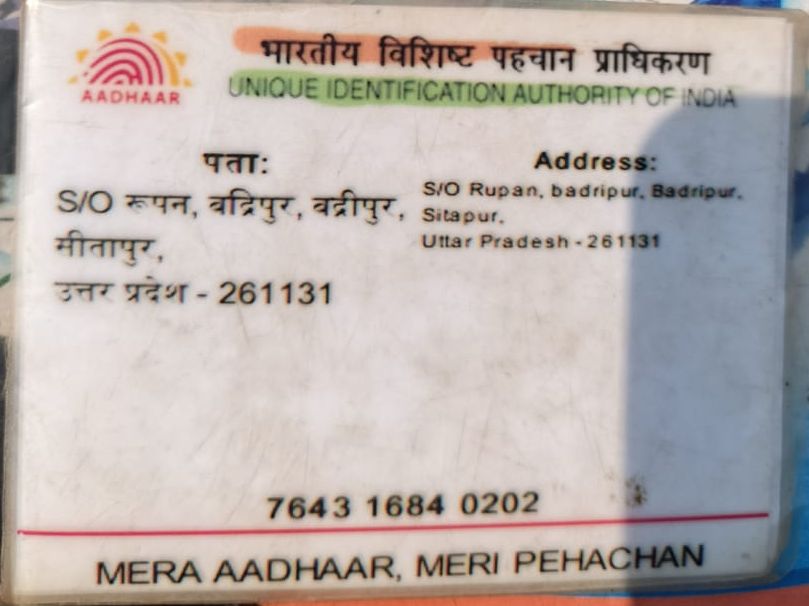 AADHAAR
भारतीय विशिष्ट पहचान प्राधिकरण
UNIQUE IDENTIFICATION AUTHORITY OF INDIA
पता:
S/O रूपन, बद्रिपुर, बद्रीपुर,
सीतापुर,
उत्तर प्रदेश - 261131
Address:
S/O Rupan, badripur, Badripur,
Sitapur,
Uttar Pradesh - 261131
7643 1684 0202
MERA AADHAAR, MERI PEHACHAN